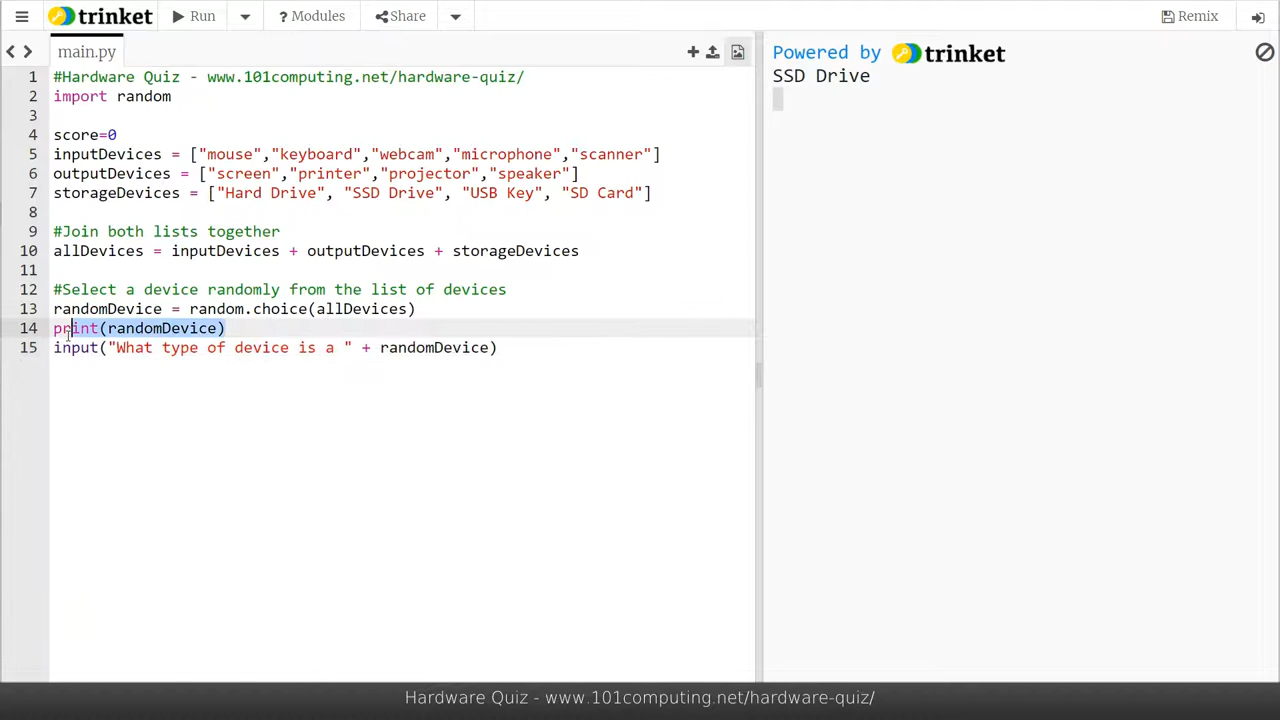 trinket Run ? Modules Share Remix
main.py
1 #Hardware Quiz - www.101computing.net/hardware-quiz/
2 import random
3
4 score=0
5 inputDevices = ["mouse","keyboard","webcam","microphone","scanner"]
6 outputDevices = ["screen","printer","projector","speaker"]
7 storageDevices = ["Hard Drive", "SSD Drive", "USB Key", "SD Card"]
8
9 #Join both lists together
10 allDevices = inputDevices + outputDevices + storageDevices
11
12 #Select a device randomly from the list of devices
13 randomDevice = random.choice(allDevices)
14 print(randomDevice)
15 input("What type of device is a " + randomDevice)
Powered by trinket
SSD Drive
Hardware Quiz - www.101computing.net/hardware-quiz/